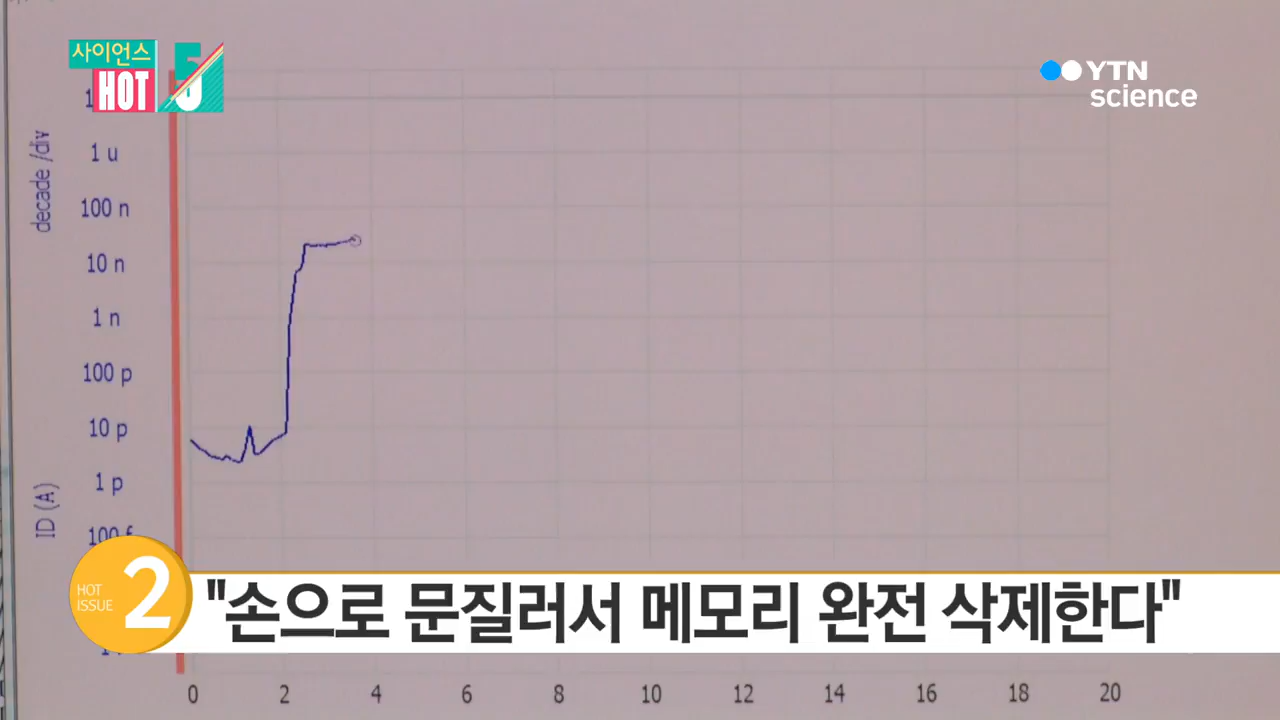 사이언스
HOT
5
YTN
science
decade /div
1 u
100 n
10 n
1 n
100 p
10 p
1 p
ID (A)
HOT
ISSUE
2
"손으로 문질러서 메모리 완전 삭제한다"
0 2 4 6 8 10 12 14 16 18 20